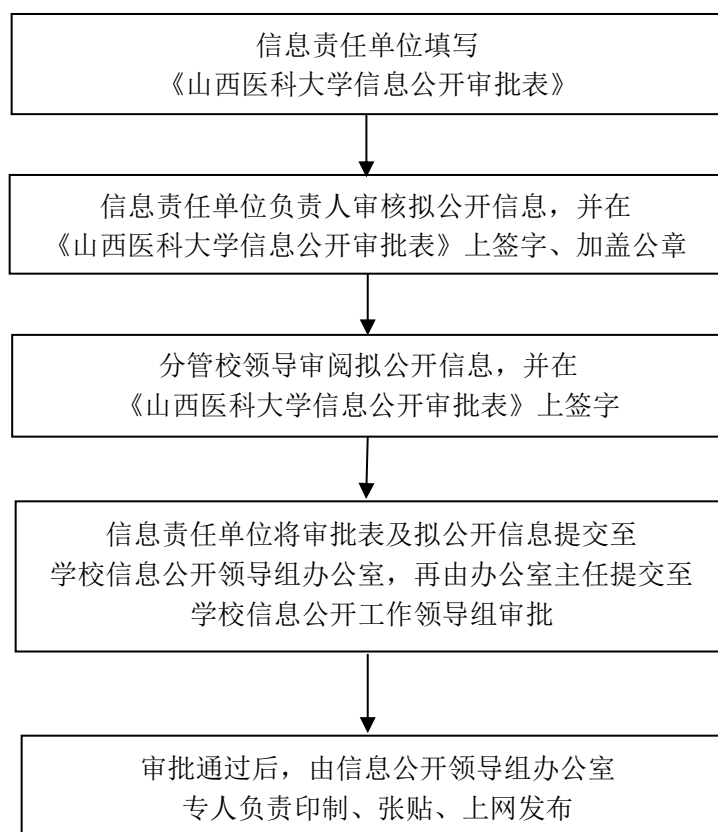 信息责任单位填写
《山西医科大学信息公开审批表》
信息责任单位负责人审核拟公开信息，并在
《山西医科大学信息公开审批表》上签字、加盖公章
分管校领导审阅拟公开信息，并在
《山西医科大学信息公开审批表》上签字
信息责任单位将审批表及拟公开信息提交至
学校信息公开领导组办公室，再由办公室主任提交至
学校信息公开工作领导组审批
审批通过后，由信息公开领导组办公室
专人负责印制、张贴、上网发布